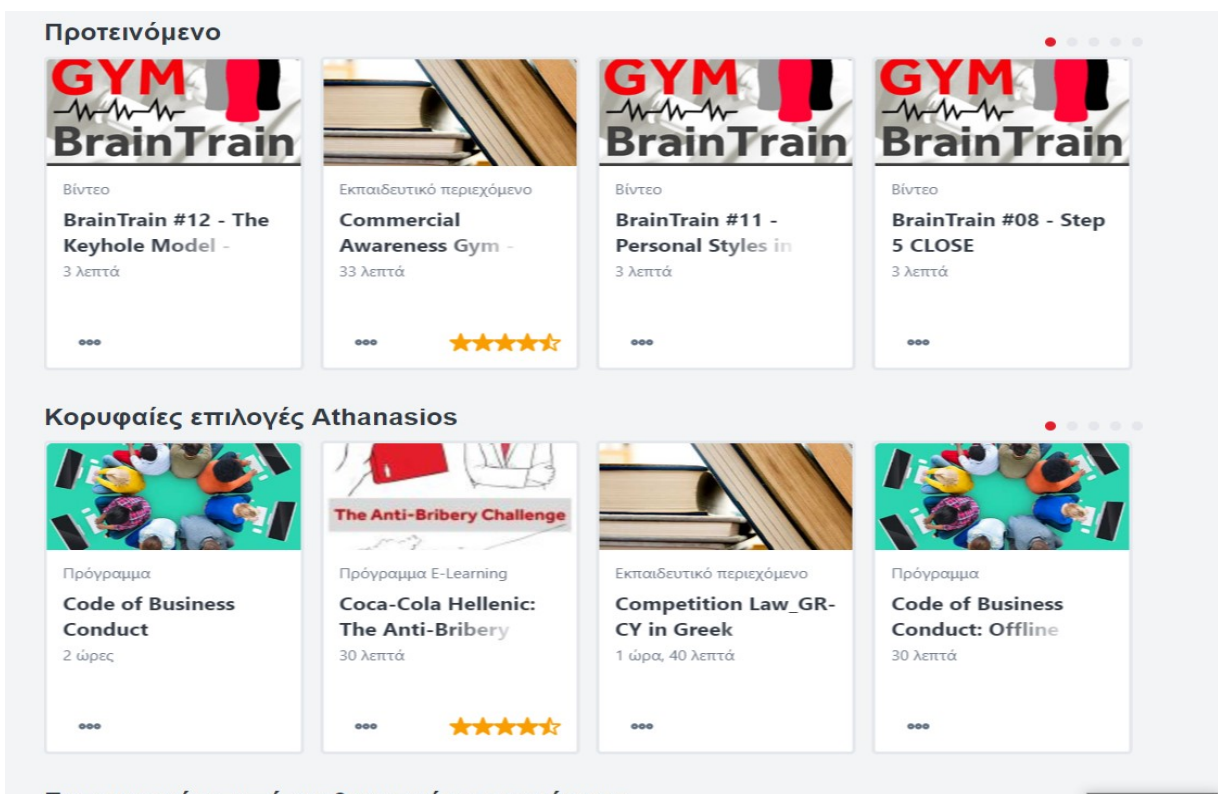 Προτεινόμενο
GYM
BrainTrain
Βίντεο
BrainTrain #12 - The
Keyhole Model -
3 λεπτά
Εκπαιδευτικό περιεχόμενο
Commercial
Awareness Gym -
33 λεπτά
GYM
BrainTrain
Βίντεο
BrainTrain #11 -
Personal Styles in
3 λεπτά
GYM
BrainTrain
Βίντεο
BrainTrain #08 - Step
5 CLOSE
3 λεπτά
Κορυφαίες επιλογές Athanasios
Πρόγραμμα
Code of Business
Conduct
2 ώρες
The Anti-Bribery Challenge
Πρόγραμμα E-Learning
Coca-Cola Hellenic:
The Anti-Bribery
30 λεπτά
Εκπαιδευτικό περιεχόμενο
Competition Law_GR-
CY in Greek
1 ώρα, 40 λεπτά
Πρόγραμμα
Code of Business
Conduct: Offline
30 λεπτά